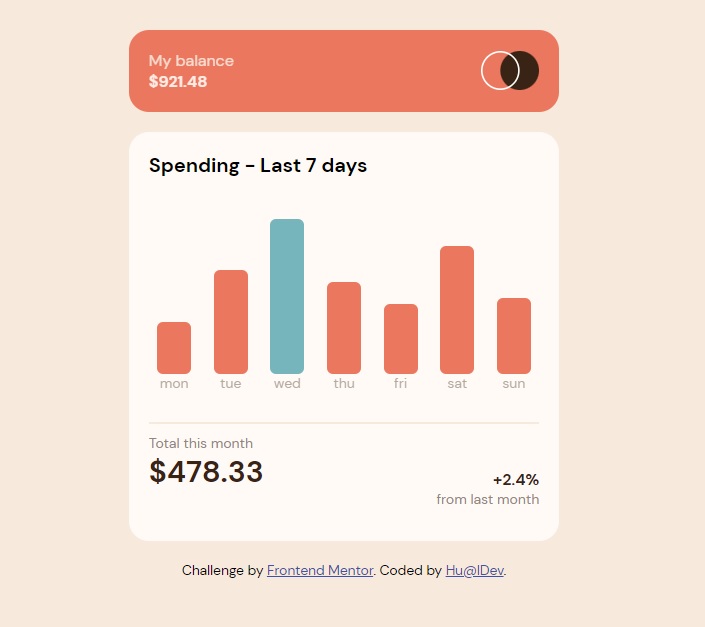 My balance
$921.48
Spending - Last 7 days
mon tue wed thu fri sat sun
Total this month
$478.33
+2.4%
from last month
Challenge by Frontend Mentor. Coded by Hu@lDev.